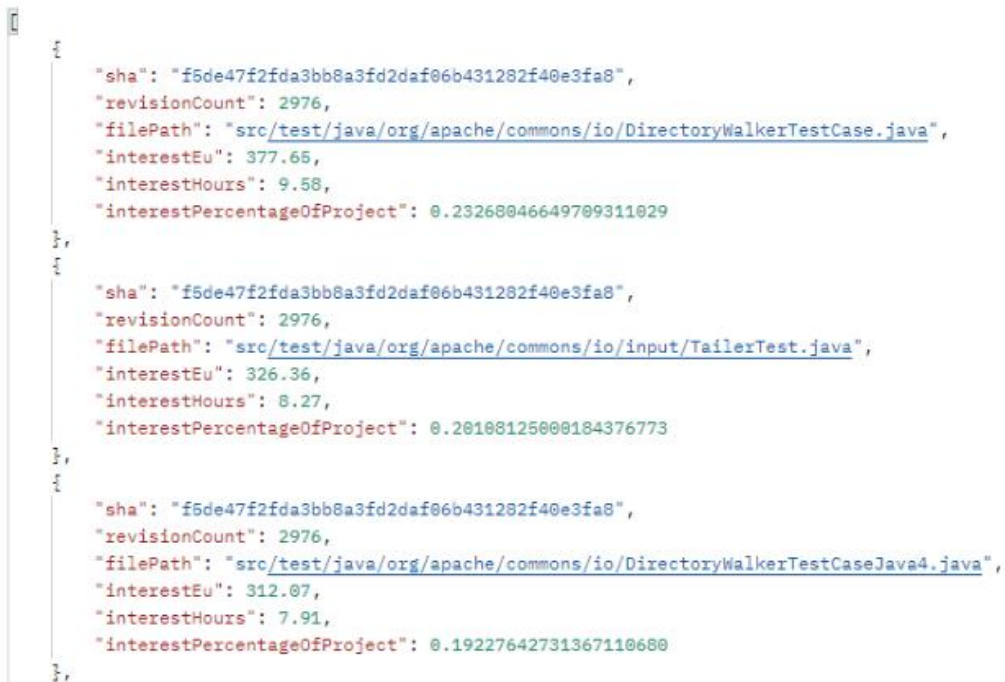 [
{
"sha": "f5de47f2fda3bb8a3fd2daf06b431282f40e3fa8",
"revisionCount": 2976,
"filePath": "src/test/java/org/apache/commons/io/DirectoryWalkerTestCase.java",
"interestEu": 377.65,
"interestHours": 9.58,
"interestPercentageOfProject": 0.23268046649709311029
},
{
"sha": "f5de47f2fda3bb8a3fd2daf06b431282f40e3fa8",
"revisionCount": 2976,
"filePath": "src/test/java/org/apache/commons/io/input/TailerTest.java",
"interestEu": 326.36,
"interestHours": 8.27,
"interestPercentageOfProject": 0.20108125000184376773
},
{
"sha": "f5de47f2fda3bb8a3fd2daf06b431282f40e3fa8",
"revisionCount": 2976,
"filePath": "src/test/java/org/apache/commons/io/DirectoryWalkerTestCaseJava4.java",
"interestEu": 312.07,
"interestHours": 7.91,
"interestPercentageOfProject": 0.19227642731367110680
},